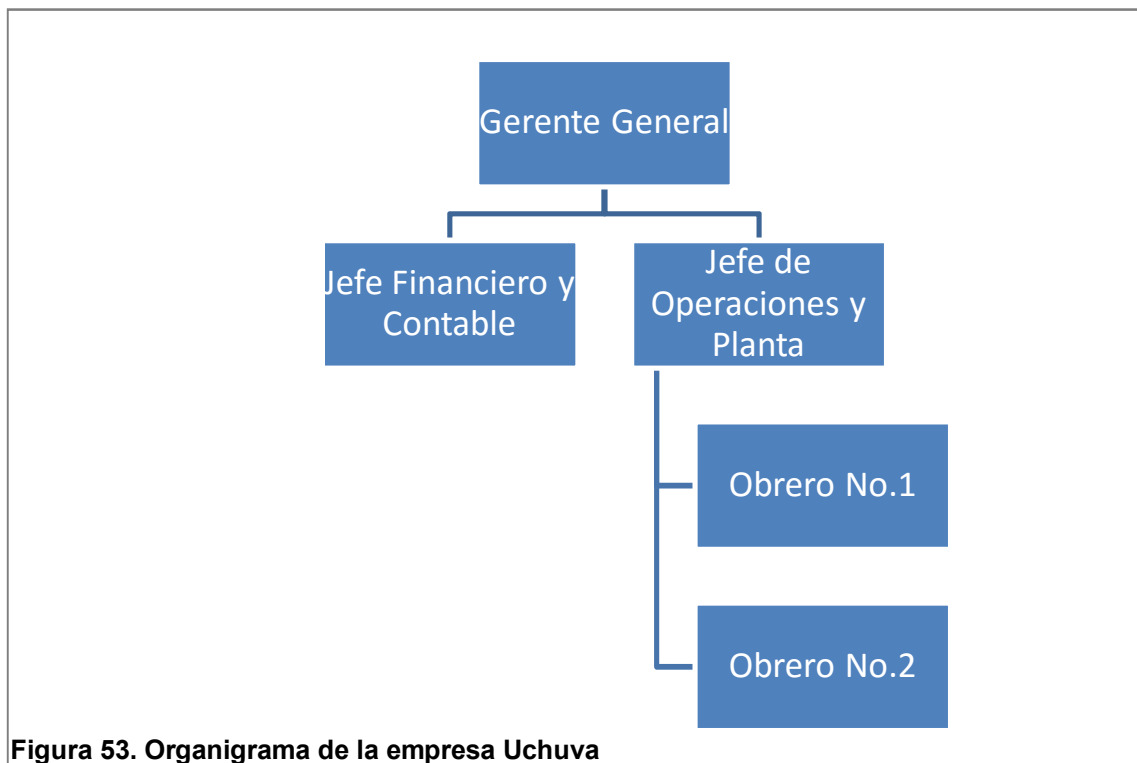 Gerente General
Jefe Financiero y
Contable
Jefe de
Operaciones y
Planta
Obrero No.1
Obrero No.2
Figura 53. Organigrama de la empresa Uchuva